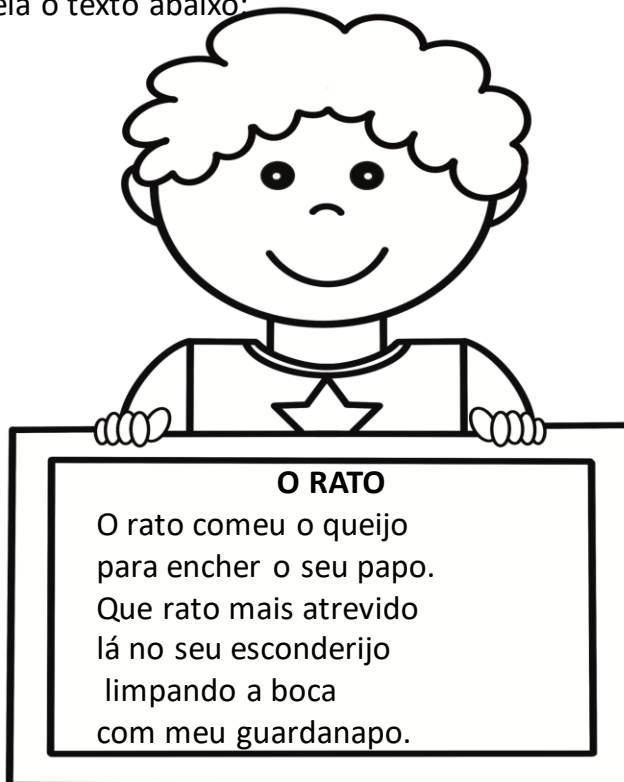 eia o texto abaixo:
O RATO
O rato comeu o queijo
para encher o seu papo.
Que rato mais atrevido
lá no seu esconderijo
limpando a boca
com meu guardanapo.